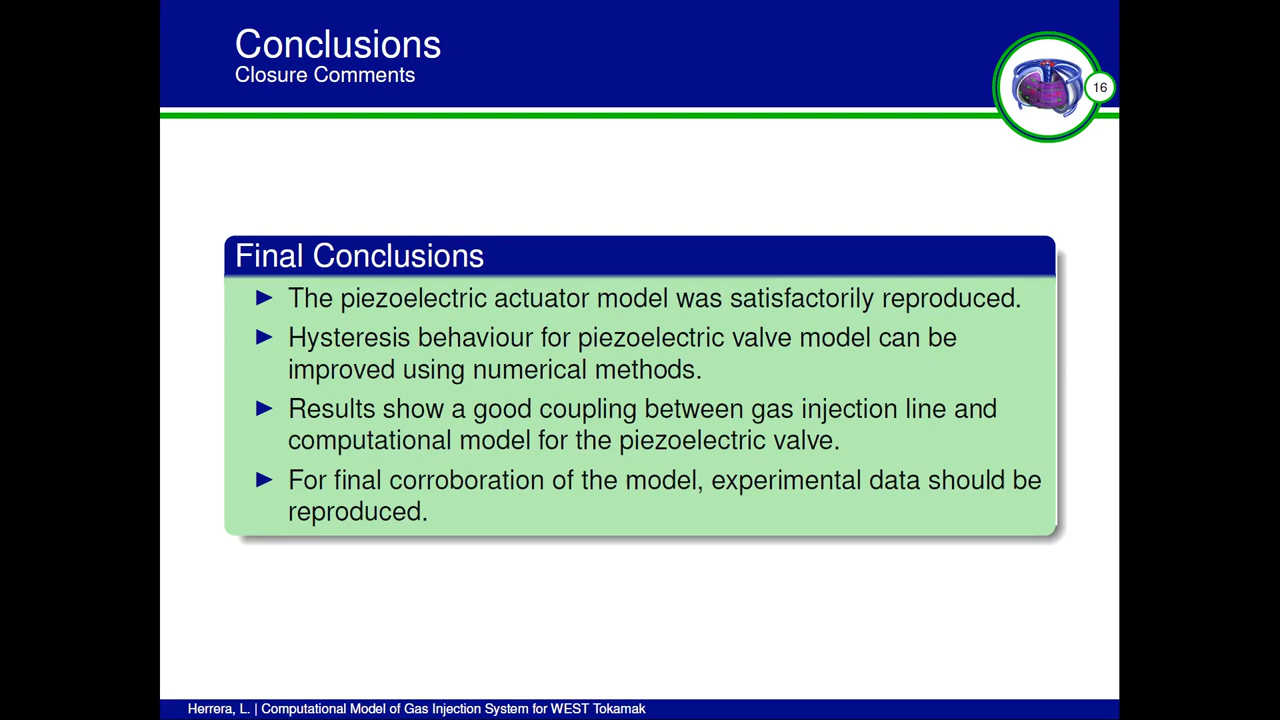 Conclusions
Closure Comments
16
Final Conclusions
The piezoelectric actuator model was satisfactorily reproduced.
Hysteresis behaviour for piezoelectric valve model can be
improved using numerical methods.
Results show a good coupling between gas injection line and
computational model for the piezoelectric valve.
For final corroboration of the model, experimental data should be
reproduced.
Herrera, L. | Computational Model of Gas Injection System for WEST Tokamak